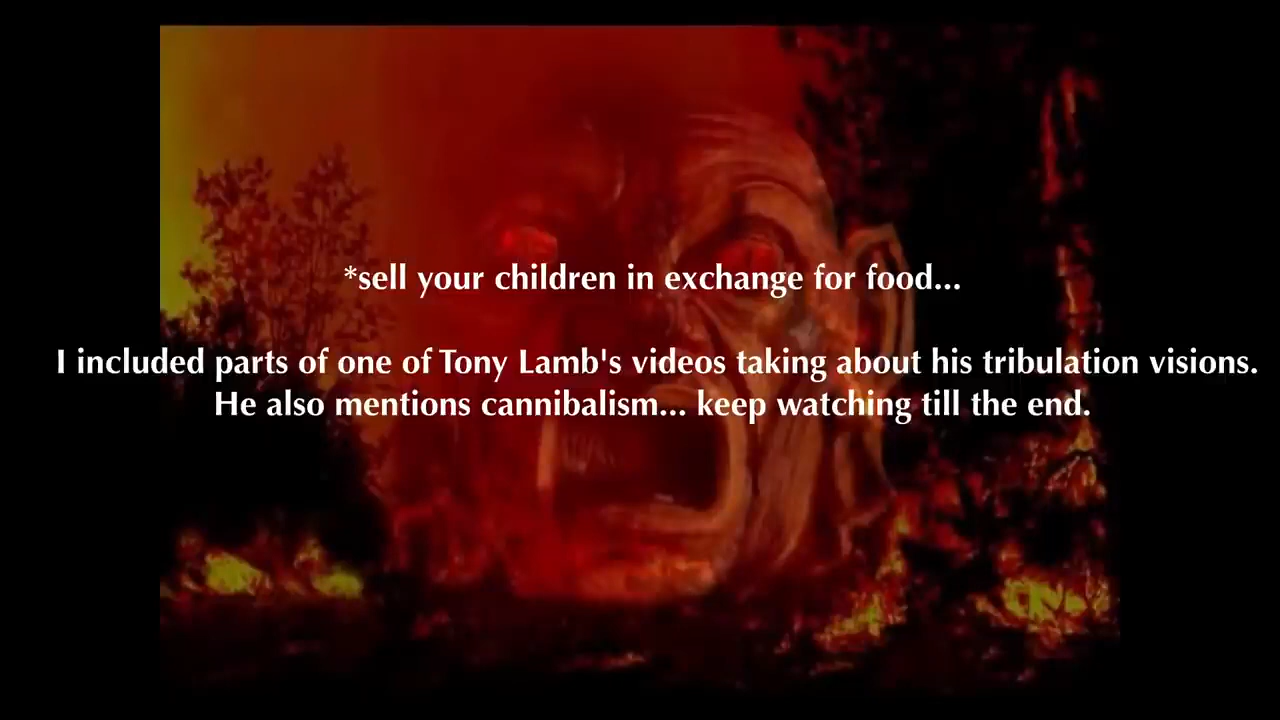 *sell your children in exchange for food...
I included parts of one of Tony Lamb's videos taking about his tribulation visions.
He also mentions cannibalism... keep watching till the end.